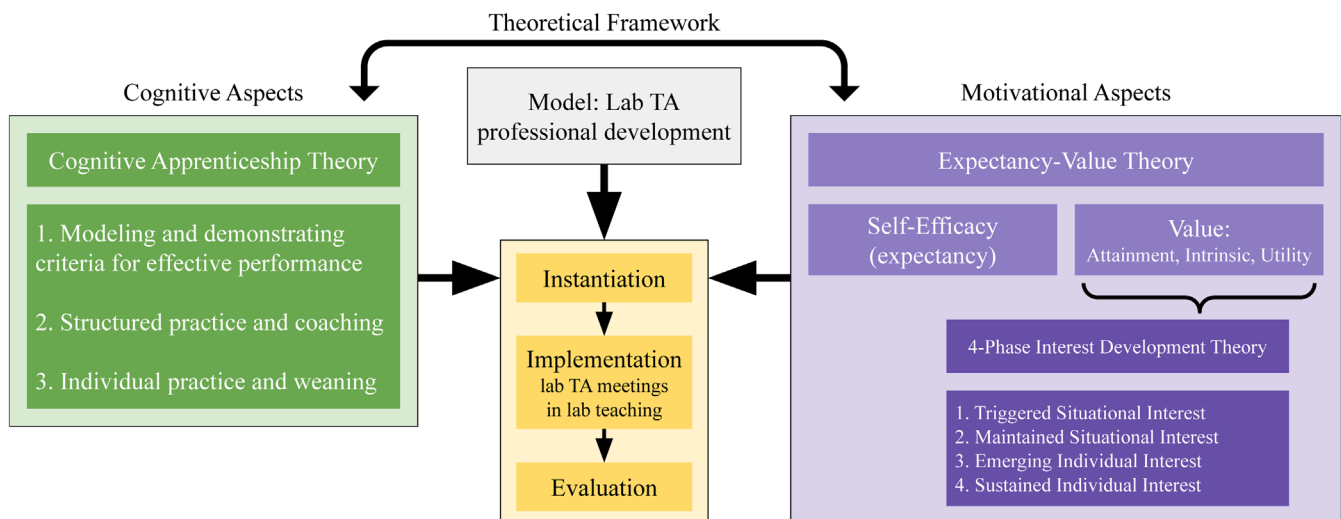 Theoretical Framework
Cognitive Aspects
Cognitive Apprenticeship Theory
1. Modeling and demonstrating
criteria for effective performance
2. Structured practice and coaching
3. Individual practice and weaning
Model: Lab TA
professional development
Instantiation
Implementation
lab TA meetings
in lab teaching
Evaluation
Motivational Aspects
Expectancy-Value Theory
Self-Efficacy
(expectancy)
Value:
Attainment, Intrinsic, Utility
4-Phase Interest Development Theory
1. Triggered Situational Interest
2. Maintained Situational Interest
3. Emerging Individual Interest
4. Sustained Individual Interest